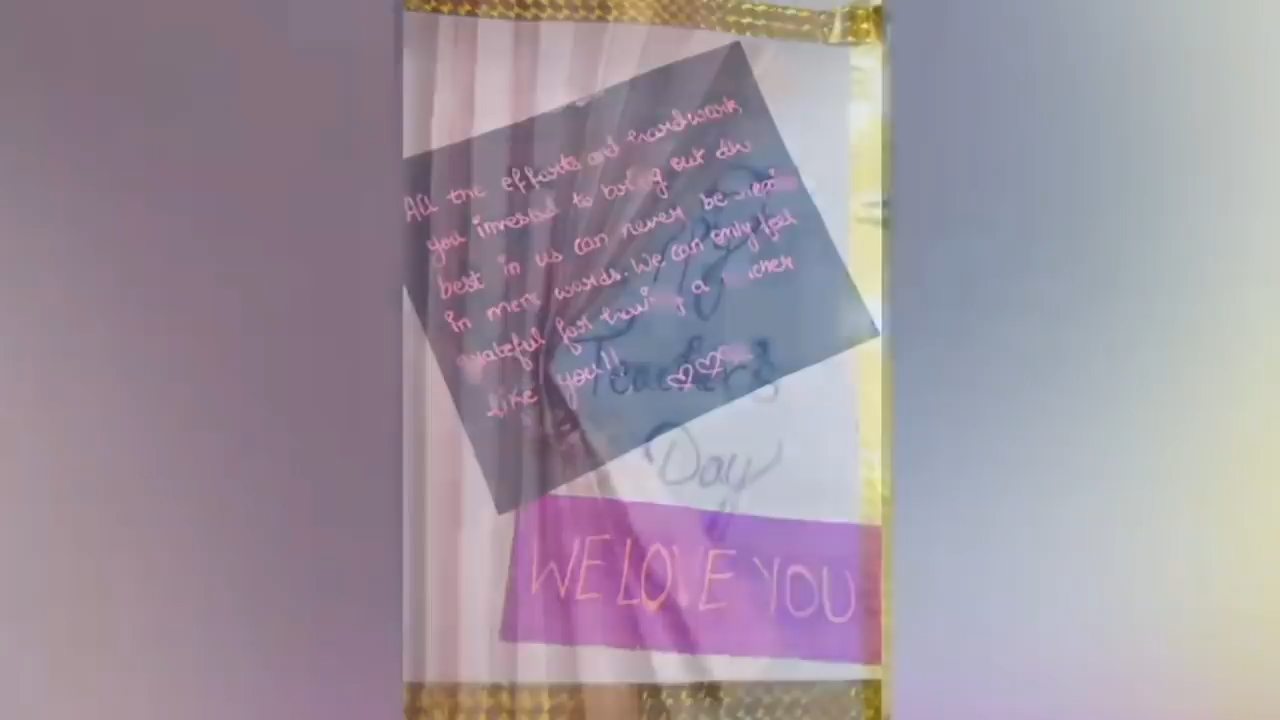 All the efforts and hardwork
you invested to bring out the
best in us can never be
in mere words. We can only feel
grateful for having a
like you!!
Teacher's
Day
WE LOVE YOU